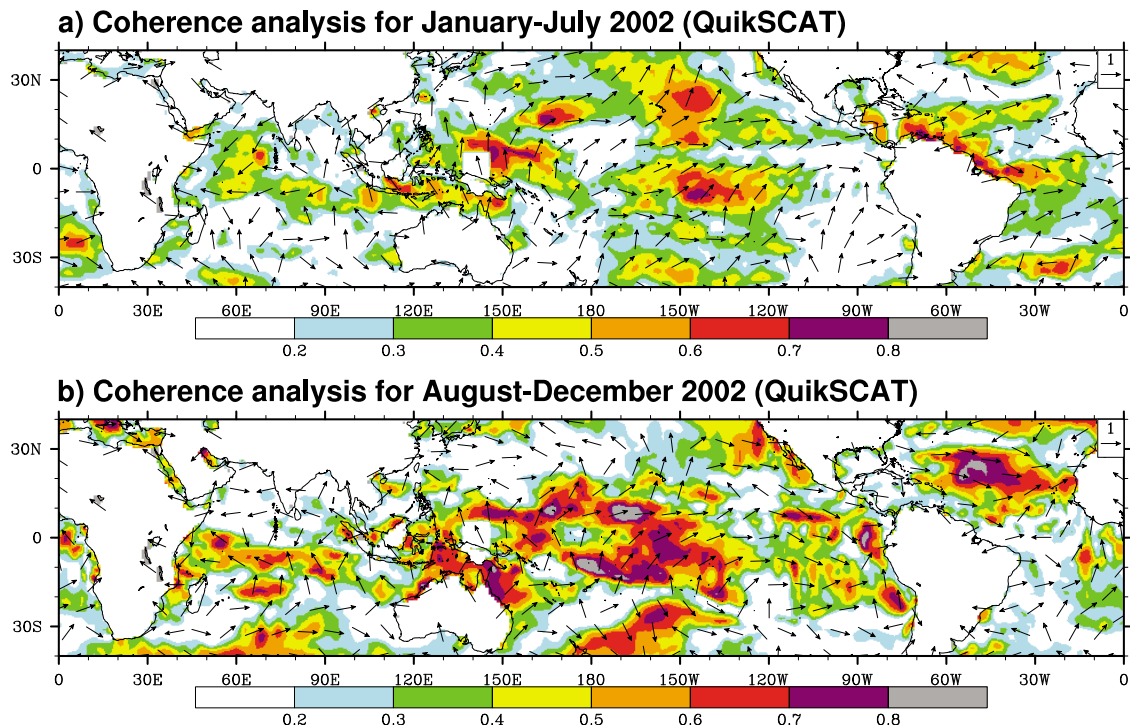 a) Coherence analysis for January-July 2002 (QuikSCAT)
1
30N
0
30S
0 30E 60E 90E 120E 150E 180 150W 120W 90W 60W 30W 0
0.2 0.3 0.4 0.5 0.6 0.7 0.8
b) Coherence analysis for August-December 2002 (QuikSCAT)
1
30N
0
30S
0 30E 60E 90E 120E 150E 180 150W 120W 90W 60W 30W 0
0.2 0.3 0.4 0.5 0.6 0.7 0.8